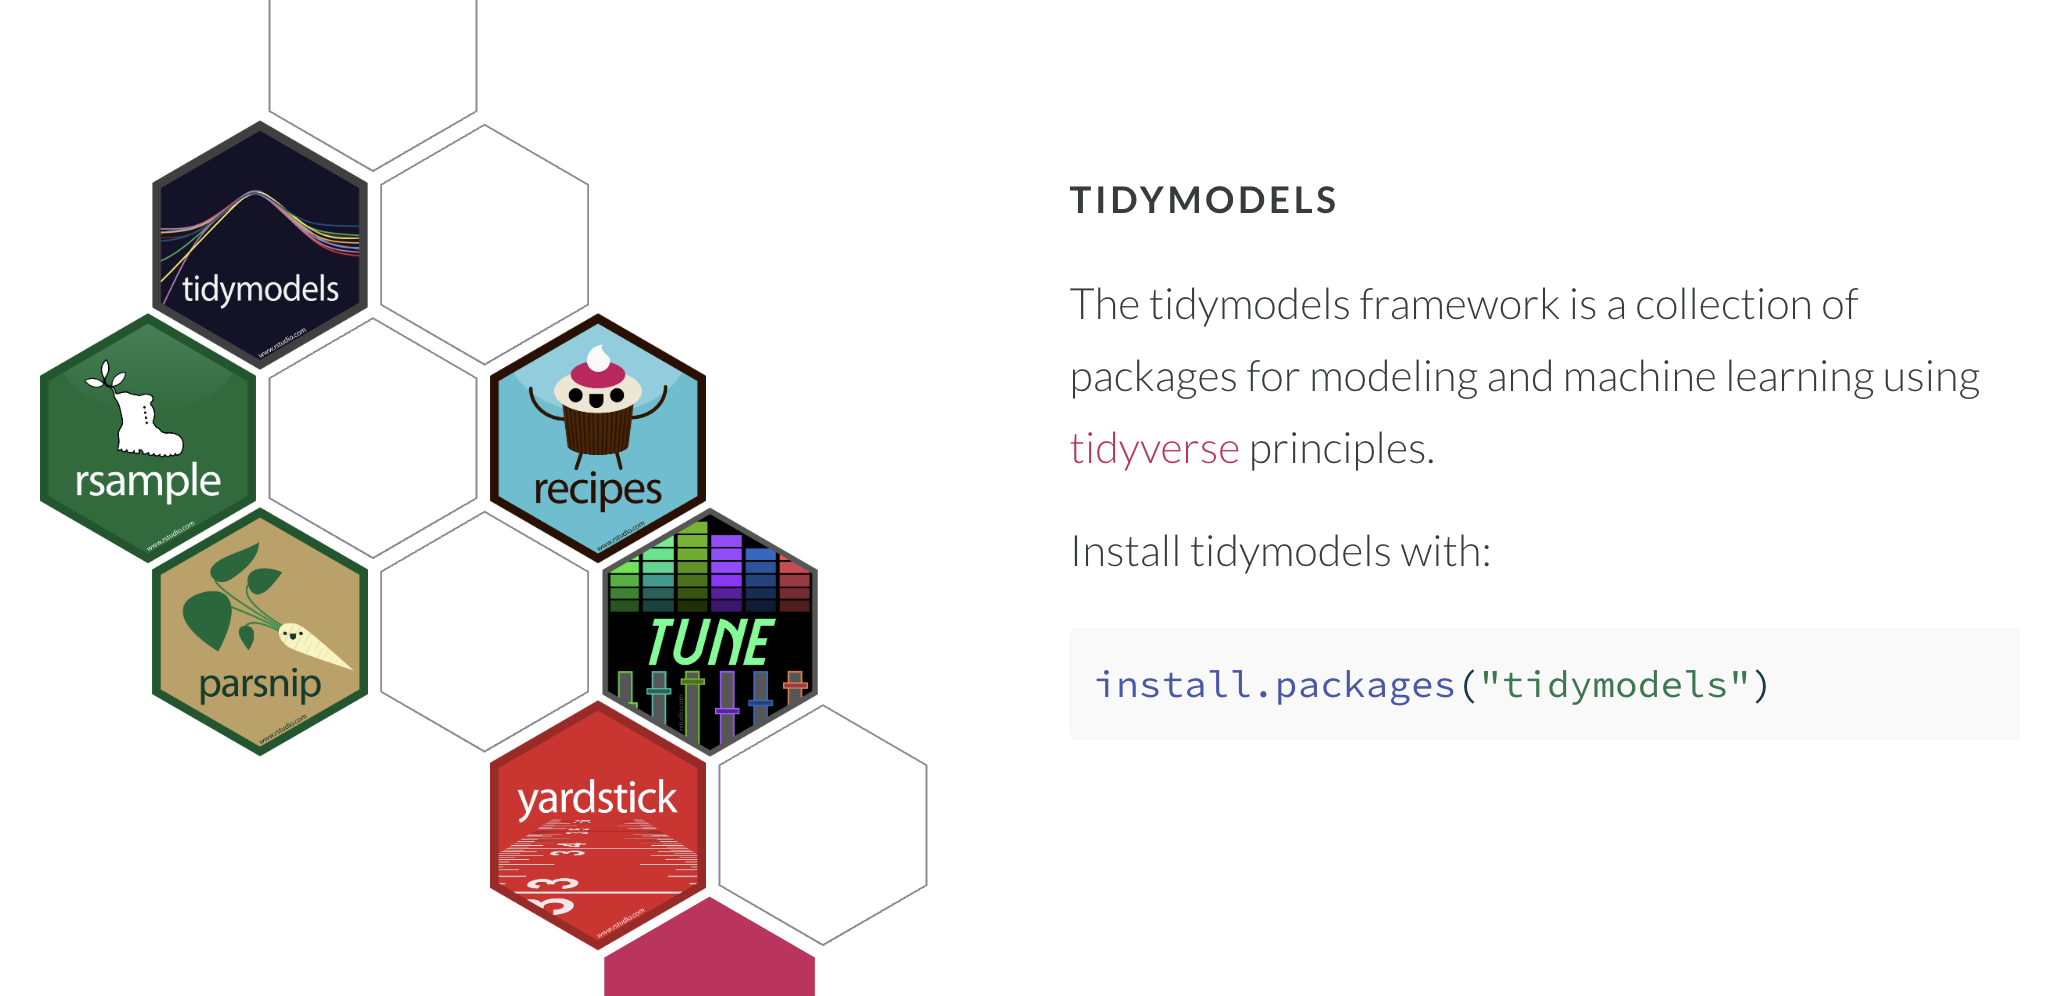 tidymodels
www.rstudio.com
rsample
www.rstudio.com
recipes
www.rstudio.com
parsnip
www.rstudio.com
TUNE
yardstick
www.rstudio.com
TIDYMODELS
The tidymodels framework is a collection of
packages for modeling and machine learning using
tidyverse principles.
Install tidymodels with:
install.packages("tidymodels")